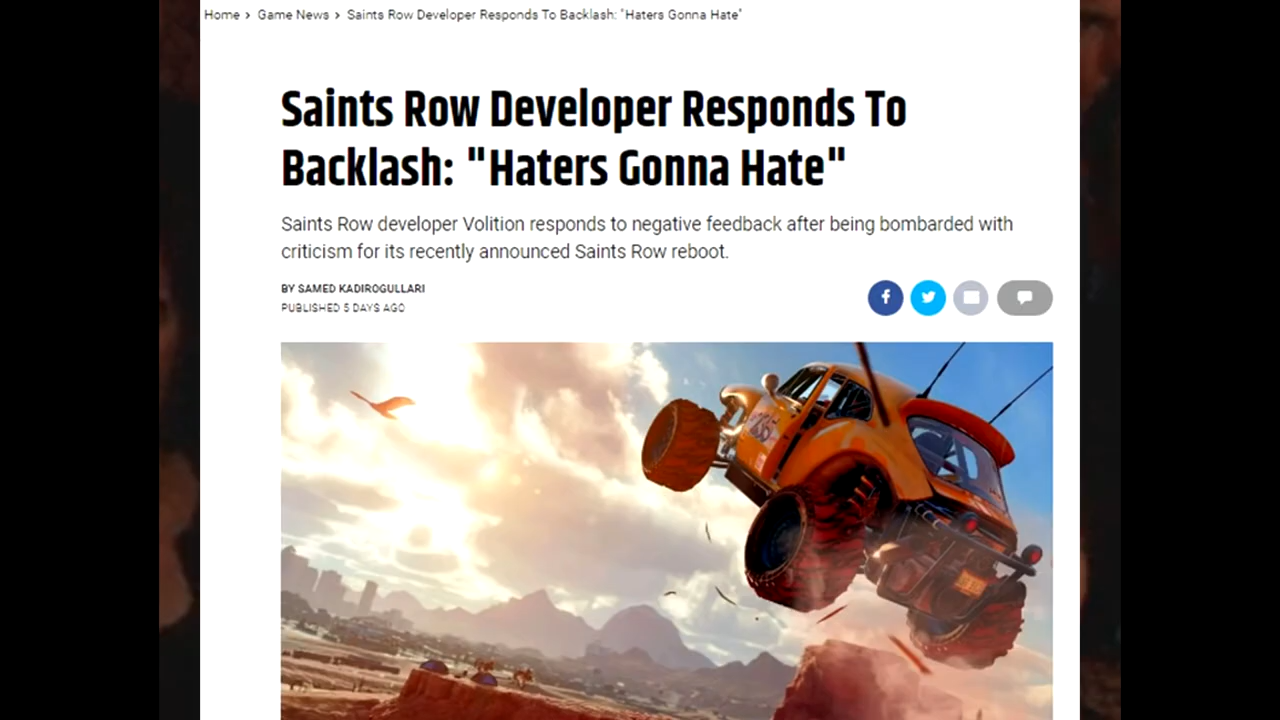 Home › Game News › Saints Row Developer Responds To Backlash: "Haters Gonna Hate"
Saints Row Developer Responds To
Backlash: "Haters Gonna Hate"
Saints Row developer Volition responds to negative feedback after being bombarded with
criticism for its recently announced Saints Row reboot.
BY SAMED KADIROGULLARI
PUBLISHED 5 DAYS AGO